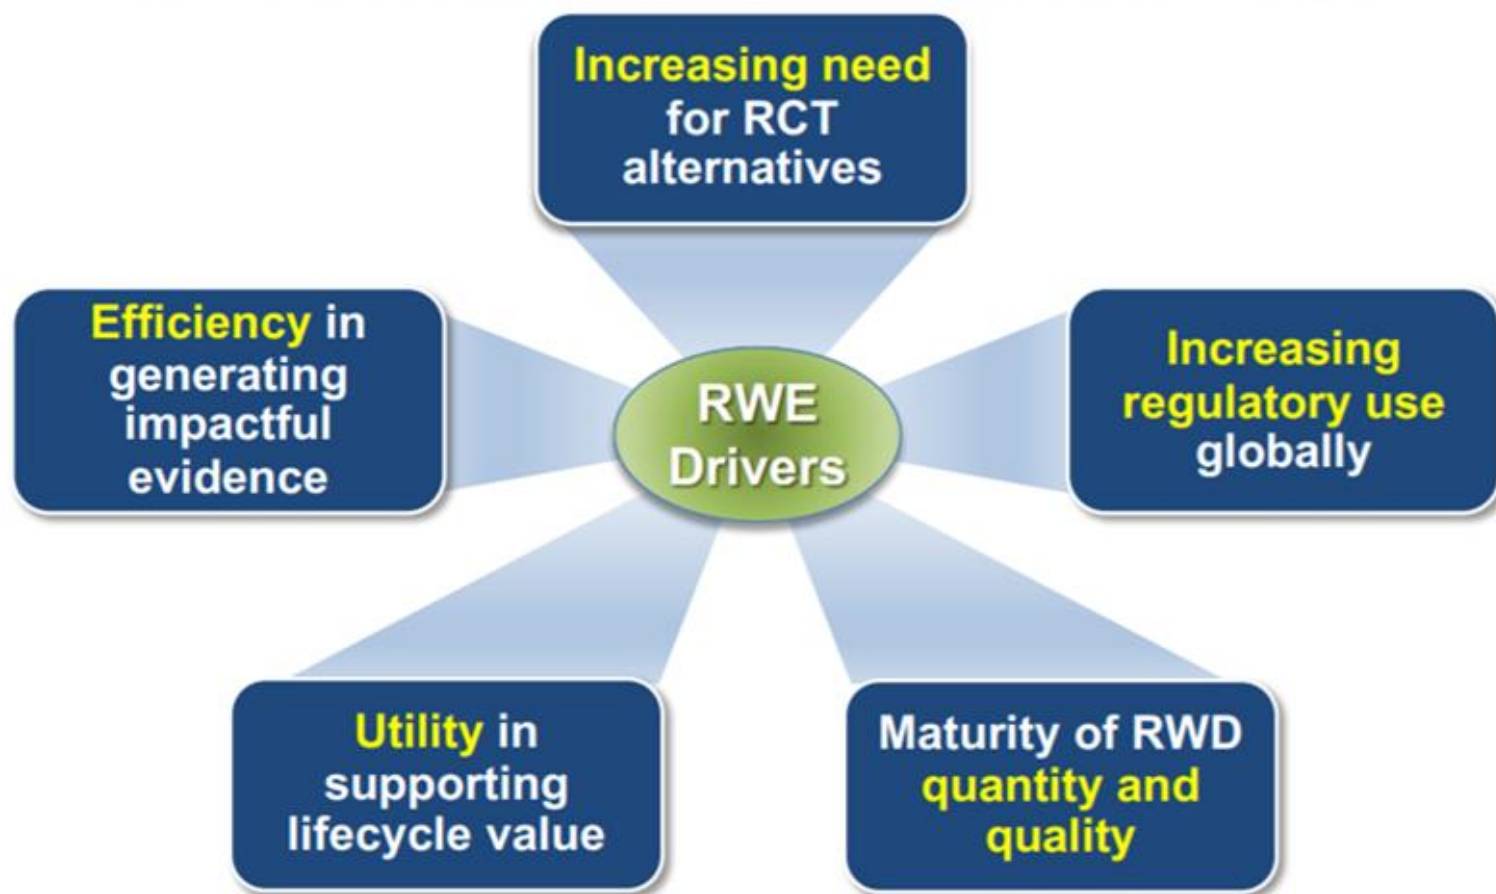 Increasing need
for RCT
alternatives
Efficiency in
generating
impactful
evidence
RWE
Drivers
Increasing
regulatory use
globally
Utility in
supporting
lifecycle value
Maturity of RWD
quantity and
quality